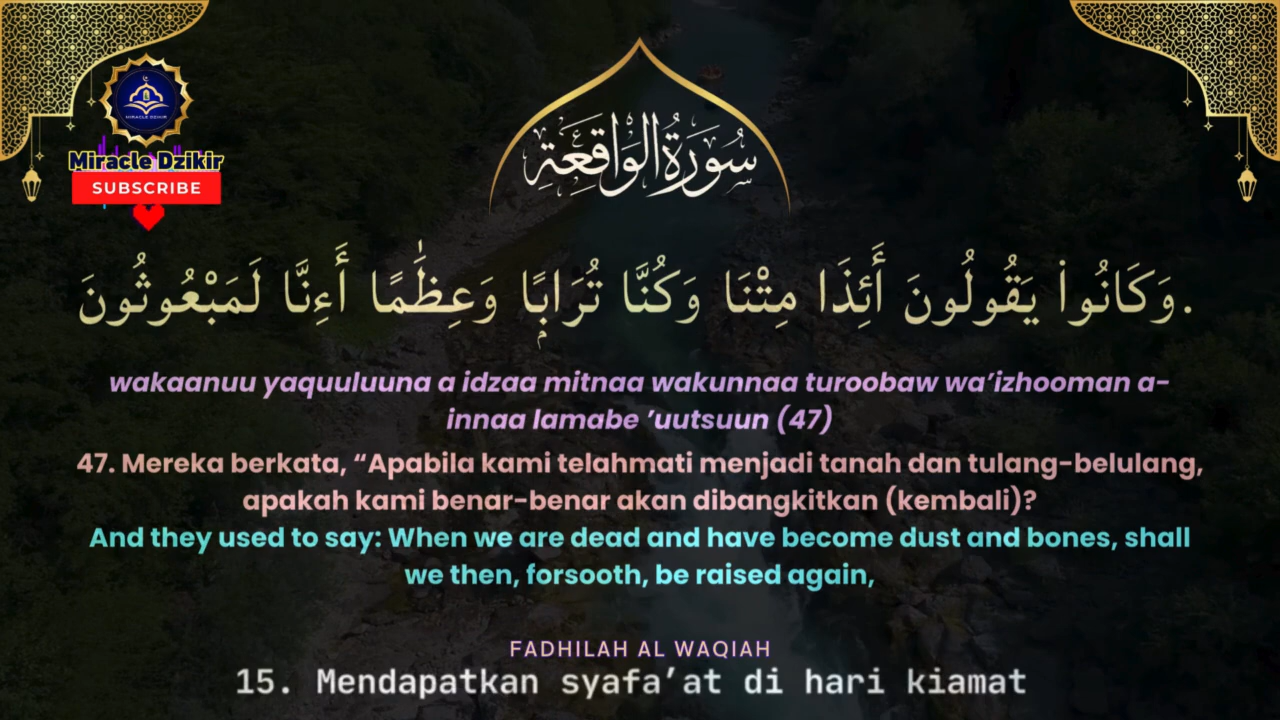 MIRACLE DZIKIR
Miracle Dzikir
SUBSCRIBE
سُورَةُ الوَاقِعَةِ
وَكَانُوا۟ يَقُولُونَ أَئِذَا مِتْنَا وَكُنَّا تُرَابًۭا وَعِظَٰمًا أَءِنَّا لَمَبْعُوثُونَ.
wakaanuu yaquuluuna a idzaa mitnaa wakunnaa turoobaw wa’izhooman a-
innaa lamabe ’uutsuun (47)
47. Mereka berkata, “Apabila kami telahmati menjadi tanah dan tulang-belulang,
apakah kami benar-benar akan dibangkitkan (kembali)?
And they used to say: When we are dead and have become dust and bones, shall
we then, forsooth, be raised again,
FADHILAH AL WAQIAH
15. Mendapatkan syafa’at di hari kiamat